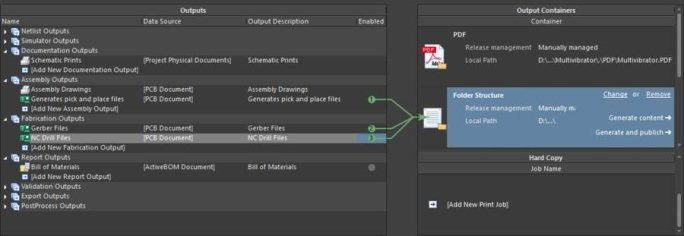 Outputs
Name Data Source Output Description Enabled
Netlist Outputs
Simulator Outputs
Documentation Outputs
Schematic Prints [Project Physical Documents] Schematic Prints
[Add New Documentation Output]
Assembly Outputs
Assembly Drawings [PCB Document] Assembly Drawings
Generates pick and place files [PCB Document] Generates pick and place files 1
[Add New Assembly Output]
Fabrication Outputs
Gerber Files [PCB Document] Gerber Files 2
NC Drill Files [PCB Document] NC Drill Files 3
[Add New Fabrication Output]
Report Outputs
Bill of Materials [ActiveBOM Document] Bill of Materials
[Add New Report Output]
Validation Outputs
Export Outputs
PostProcess Outputs
Output Containers
Container
PDF
Release management Manually managed
Local Path D:\...\Multivibrator\...\PDF\Multivibrator.PDF
Folder Structure Change or Remove
Release management Manually m
Local Path D:\...\
Generate content
Generate and publish
Hard Copy
Job Name
[Add New Print Job]